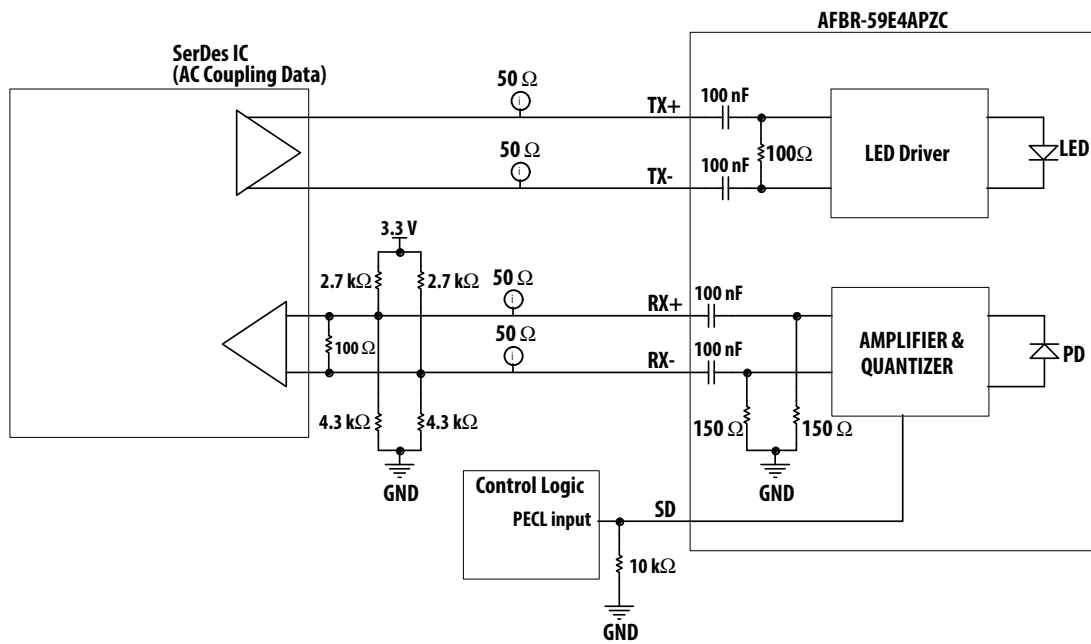 AFBR-59E4APZC
SerDes IC
(AC Coupling Data)
50 Ω
i
TX+
100 nF
50 Ω
i
TX-
100 nF
100Ω
LED Driver
LED
3.3 V
2.7 kΩ
2.7 kΩ
50 Ω
i
RX+
100 nF
100 Ω
50 Ω
i
RX-
100 nF
AMPLIFIER &
QUANTIZER
PD
4.3 kΩ
4.3 kΩ
150 Ω
150 Ω
GND
GND
Control Logic
PECL input
SD
10 kΩ
GND